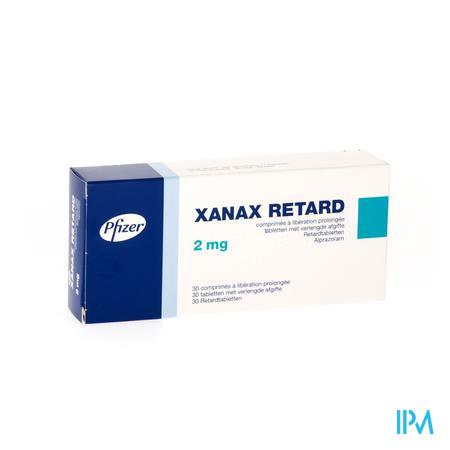 Pfizer
XANAX RETARD
comprimés à libération prolongée
tabletten met verlengde afgifte
Retardtabletten
Alprazolam
2 mg
30 comprimés à libération prolongée
30 tabletten met verlengde afgifte
30 Retardtabletten
XANAX RETARD
2 mg
IPM